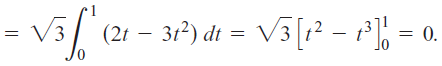 = √3 ∫₀¹ (2t − 3t²) dt = √3 [t² − t³]₀¹ = 0.